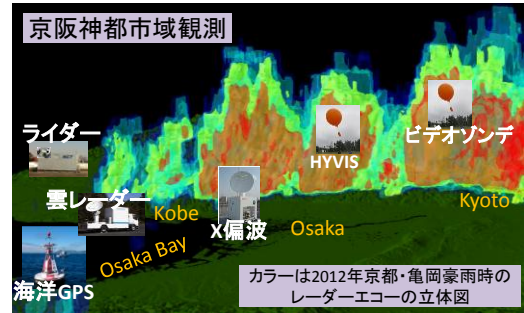 京阪神都市域観測
ライダー
ビデオゾンデ
HYVIS
雲レーダー
Kobe
X偏波
Osaka
Kyoto
Osaka Bay
海洋GPS
カラーは2012年京都・亀岡豪雨時の
レーダーエコーの立体図